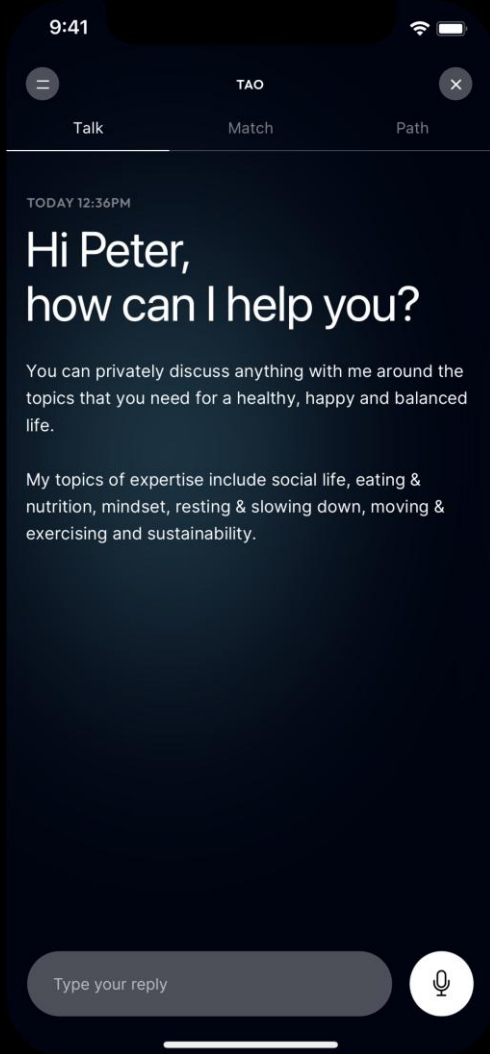 9:41
TAO
Talk Match Path
TODAY 12:36PM
Hi Peter,
how can I help you?
You can privately discuss anything with me around the
topics that you need for a healthy, happy and balanced
life.
My topics of expertise include social life, eating &
nutrition, mindset, resting & slowing down, moving &
exercising and sustainability.
Type your reply